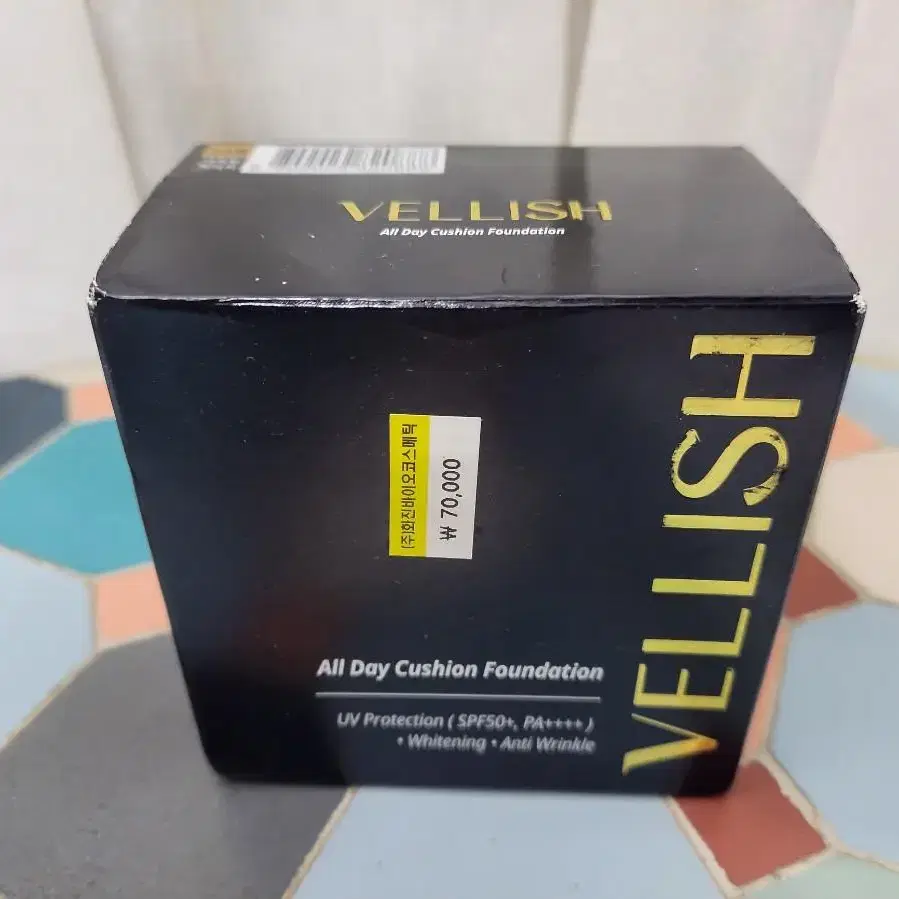 VELLISH
All Day Cushion Foundation
(주)화진바이오코스메틱
₩ 70,000
All Day Cushion Foundation
UV Protection ( SPF50+, PA++++ )
• Whitening • Anti Wrinkle
VELLISH